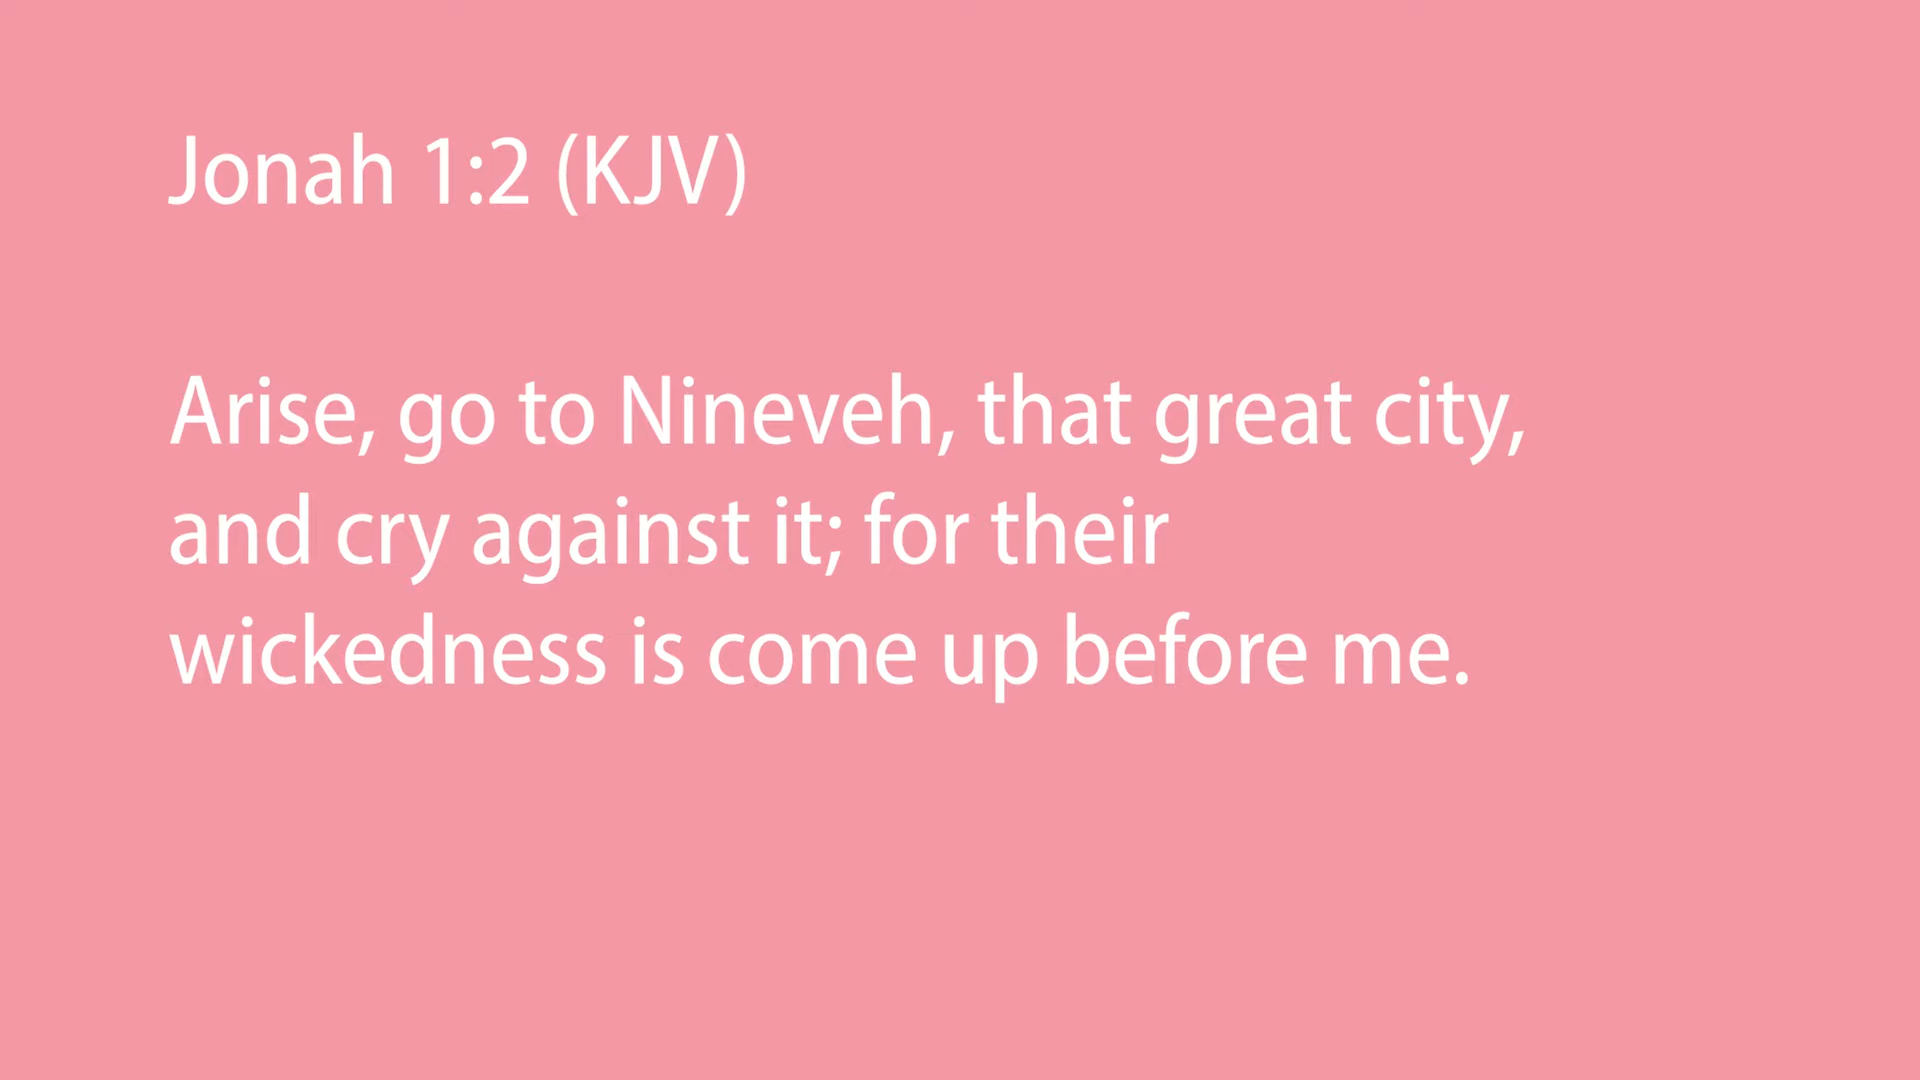 Jonah 1:2 (KJV)
Arise, go to Nineveh, that great city,
and cry against it; for their
wickedness is come up before me.